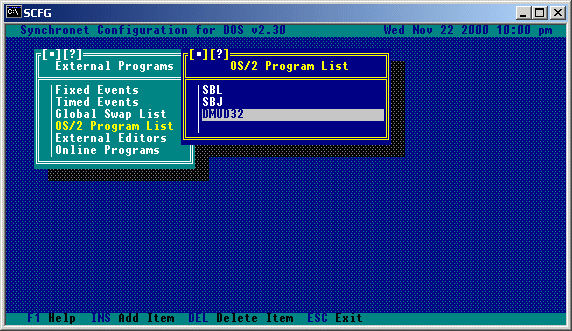 SCFG
Synchronet Configuration for DOS v2.30 Wed Nov 22 2000 10:00 pm
[■][?]
External Programs
Fixed Events
Timed Events
Global Swap List
OS/2 Program List
External Editors
Online Programs
[■][?]
OS/2 Program List
SBL
SBJ
DMUD32
F1 Help INS Add Item DEL Delete Item ESC Exit